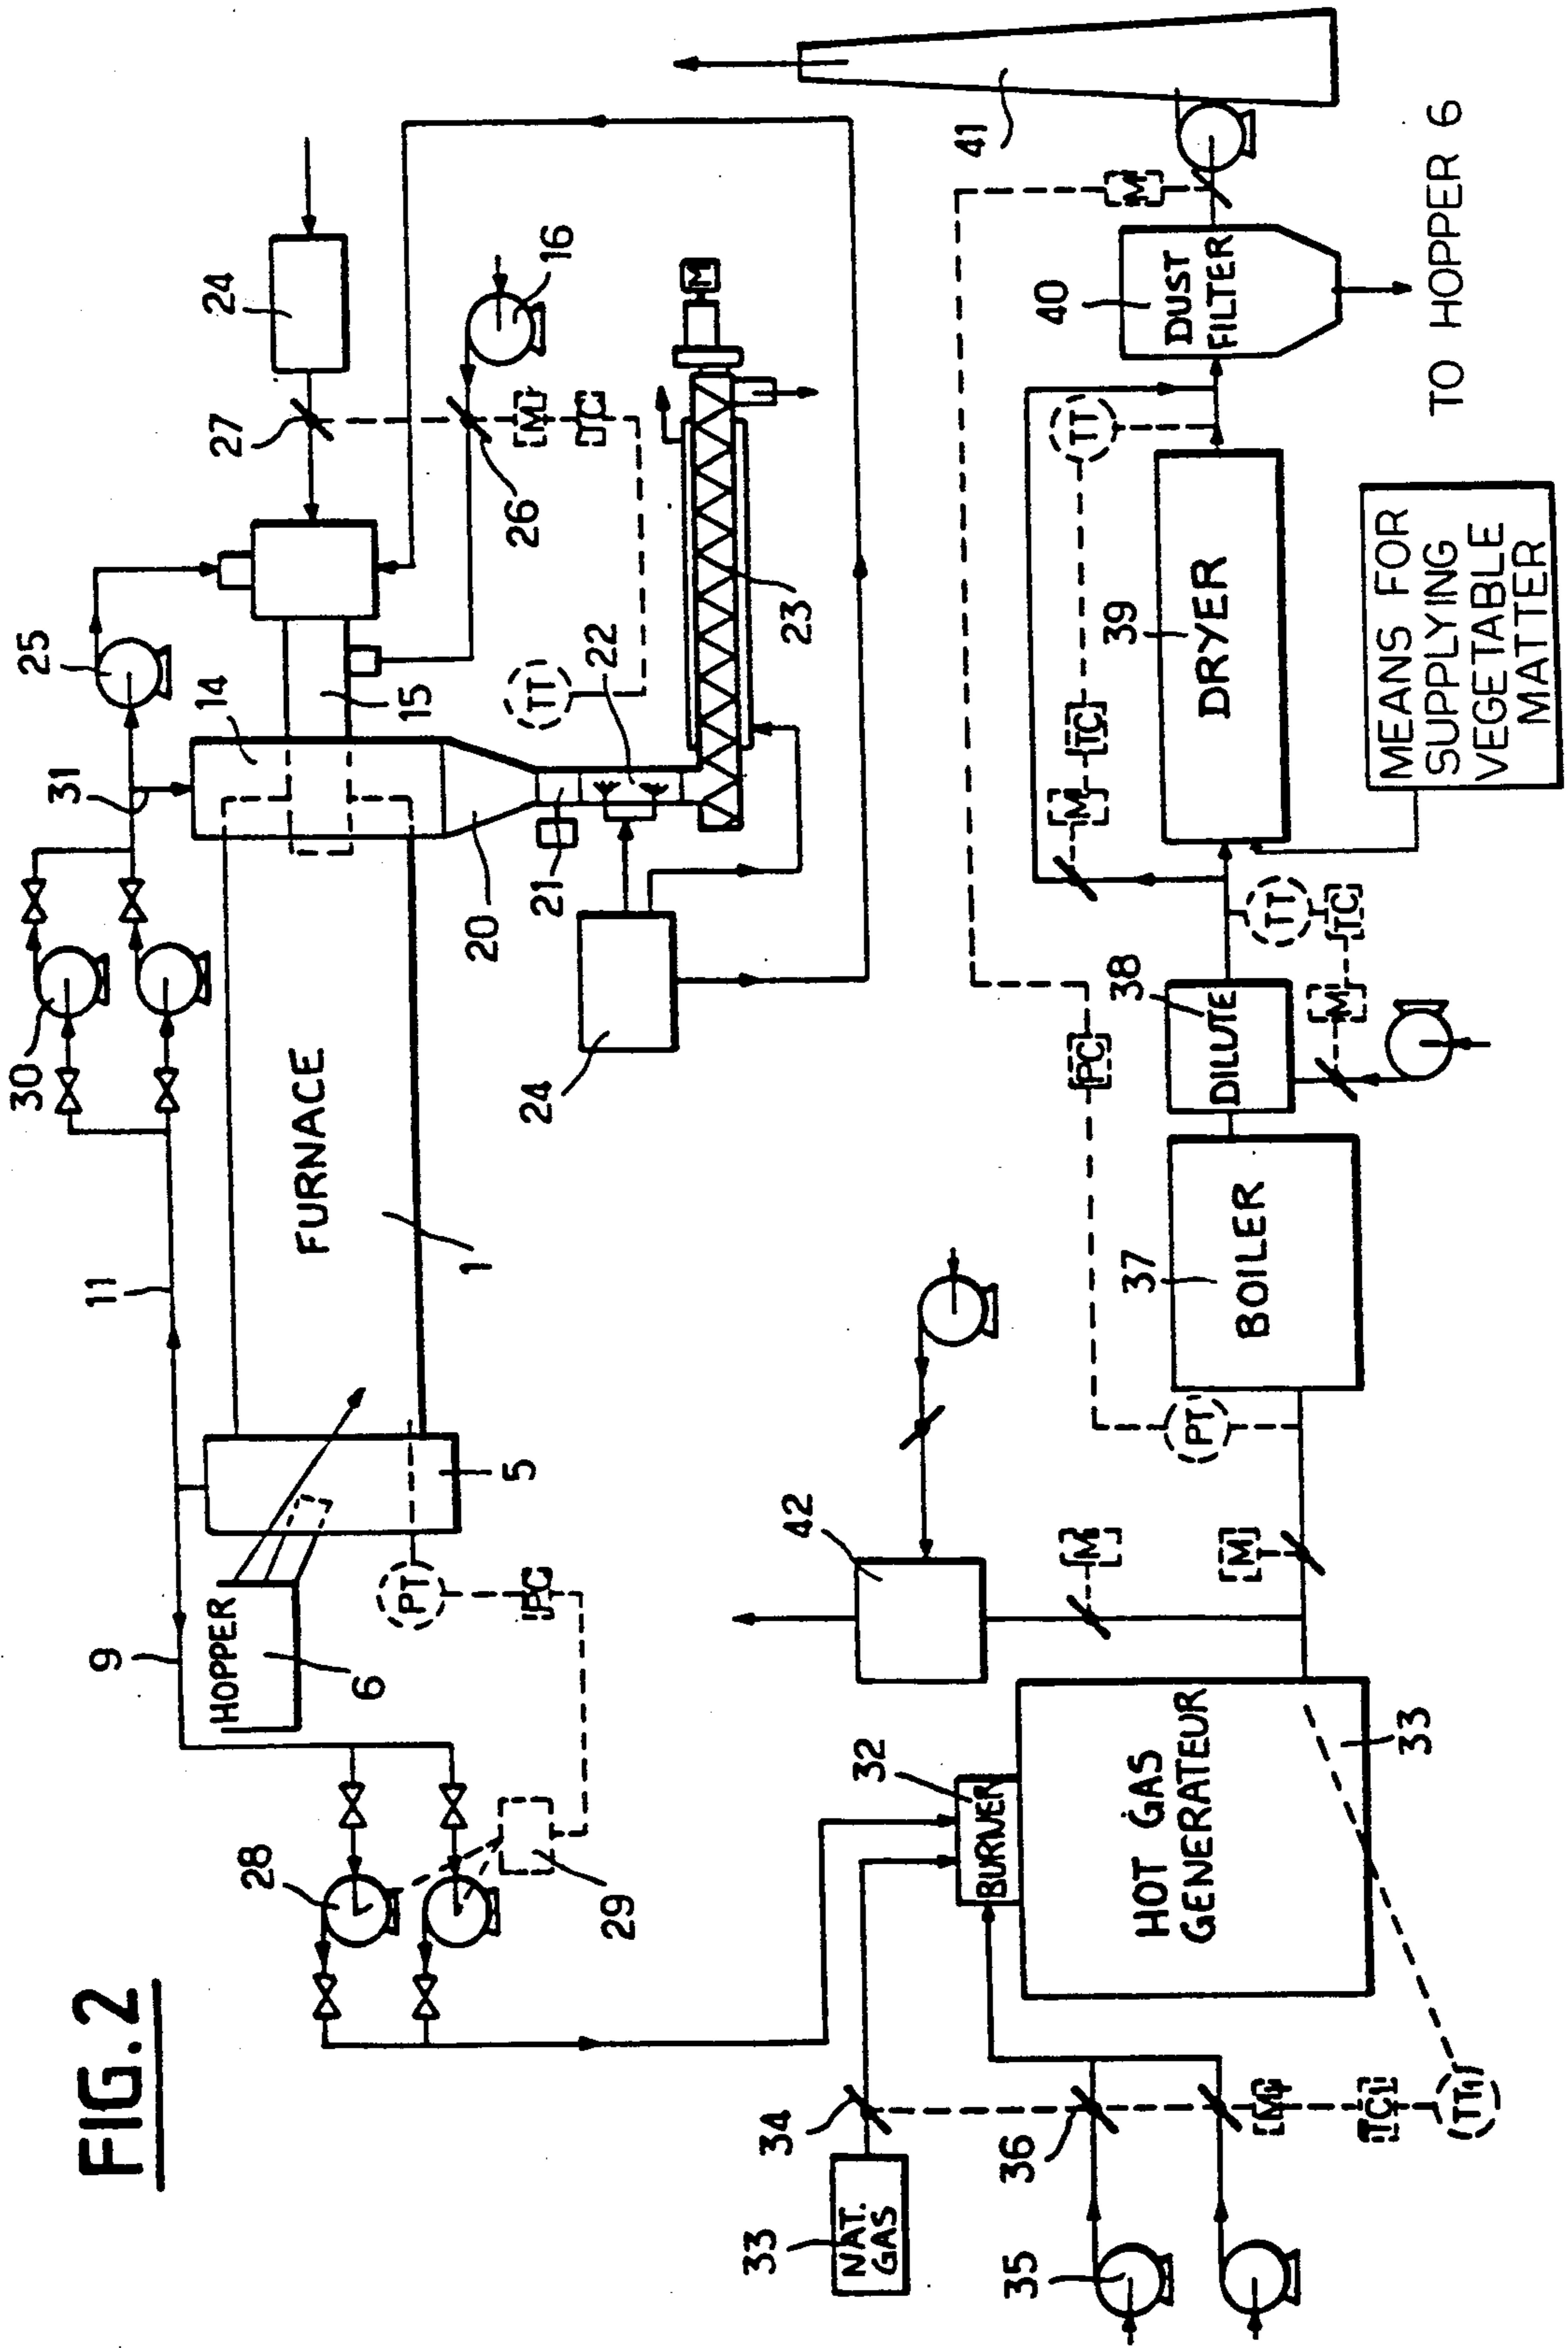 FIG.2
9
11
30
31
25
24
27
14
28
HOPPER
6
5
FURNACE
1
15
26
16
29
PT
PC
20
21
22
TT
M
TC
24
23
M
33
NAT.
GAS
34
32
BURNER
42
41
35
36
HOT GAS
GENERATEUR
33
M
M
PT
PC
37
BOILER
38
DILUTE
M
TC
TT
M
TC
TT
39
DRYER
40
DUST
FILTER
M
M1
TC1
TT1
MEANS FOR
SUPPLYING
VEGETABLE
MATTER
TO HOPPER 6